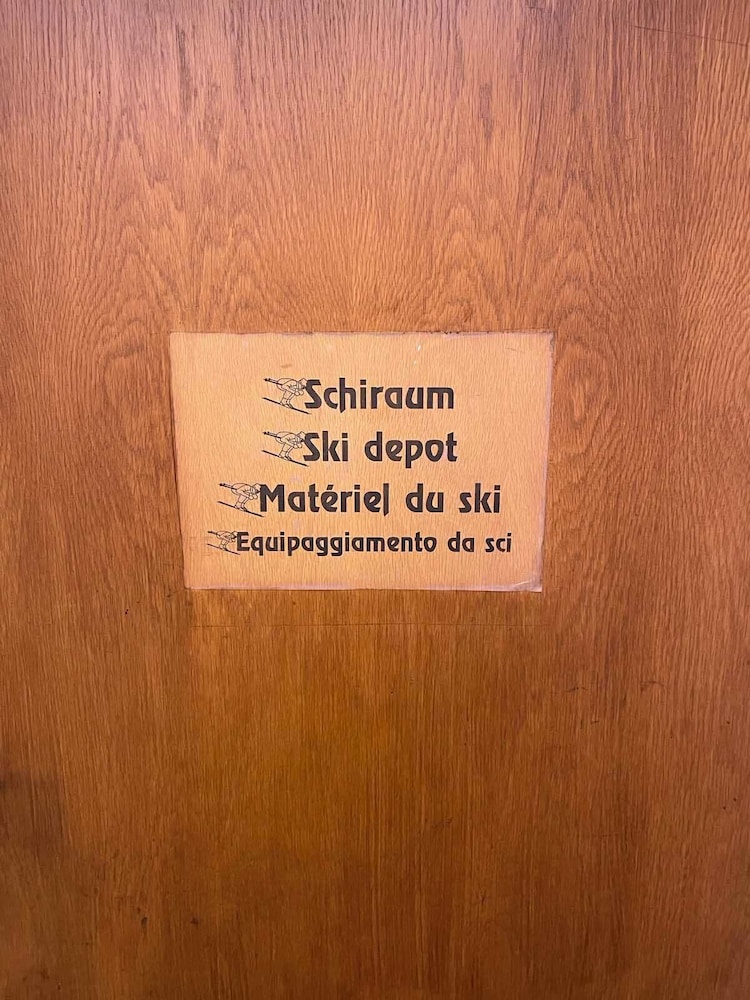 Schiraum
Ski depot
Matériel du ski
Equipaggiamento da sci